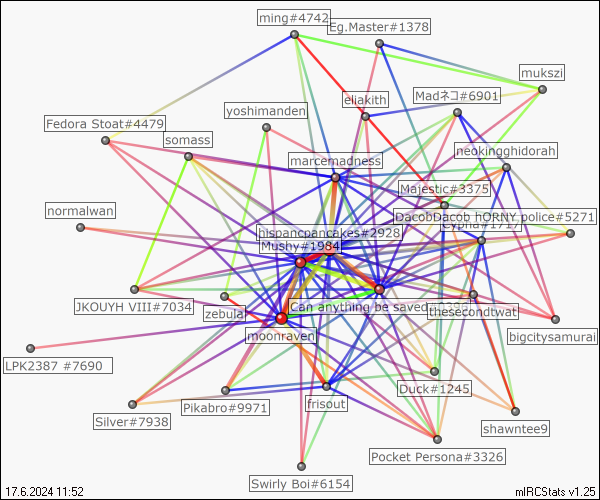 ming#4742
Eg.Master#1378
mukszi
eliakith
Madネコ#6901
yoshimanden
Fedora Stoat#4479
somass
neokingghidorah
marcemadness
Majestic#3375
normalwan
DacobDacob hORNY police#5271
Cypha#1717
hispancpancakes#2928
Mushy#1984
JKOUYH VIII#7034
zebula
Can anything be saved
thesecondtwat
moonraven
bigcitysamurai
LPK2387 #7690
Duck#1245
Pikabro#9971
frisout
Silver#7938
shawntee9
Pocket Persona#3326
Swirly Boi#6154
17.6.2024 11:52
mIRCStats v1.25